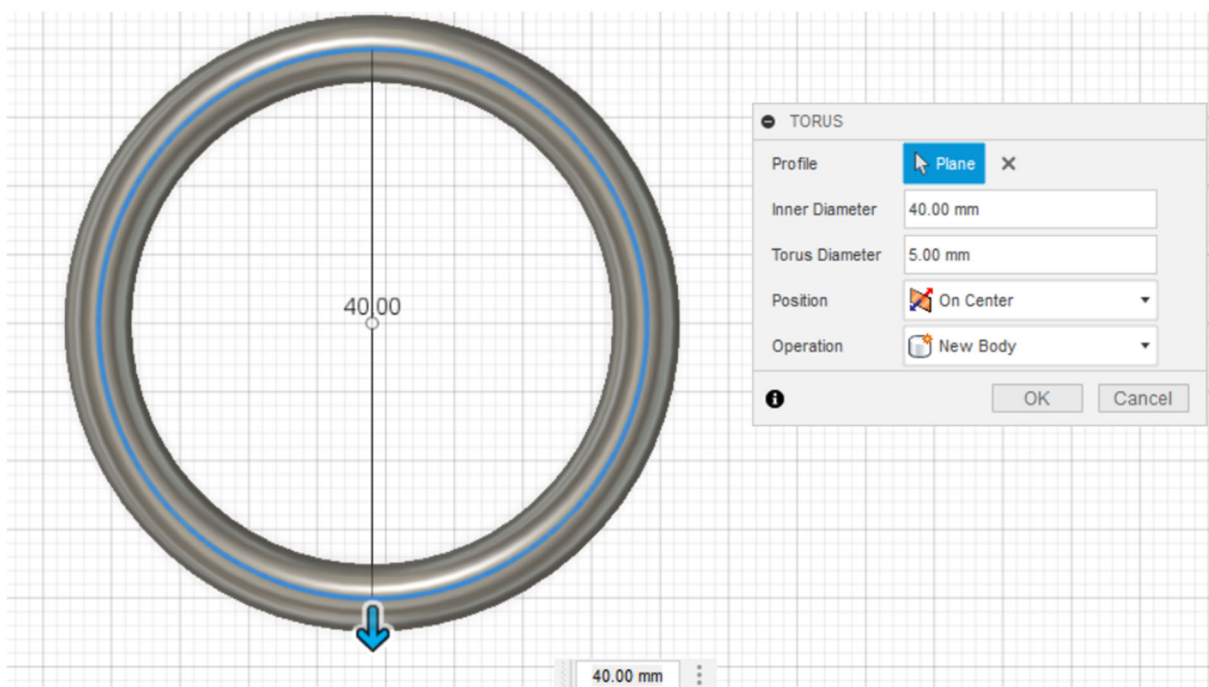 TORUS
Profile Plane
Inner Diameter 40.00 mm
Torus Diameter 5.00 mm
Position On Center
Operation New Body
OK Cancel
40.00
40.00 mm